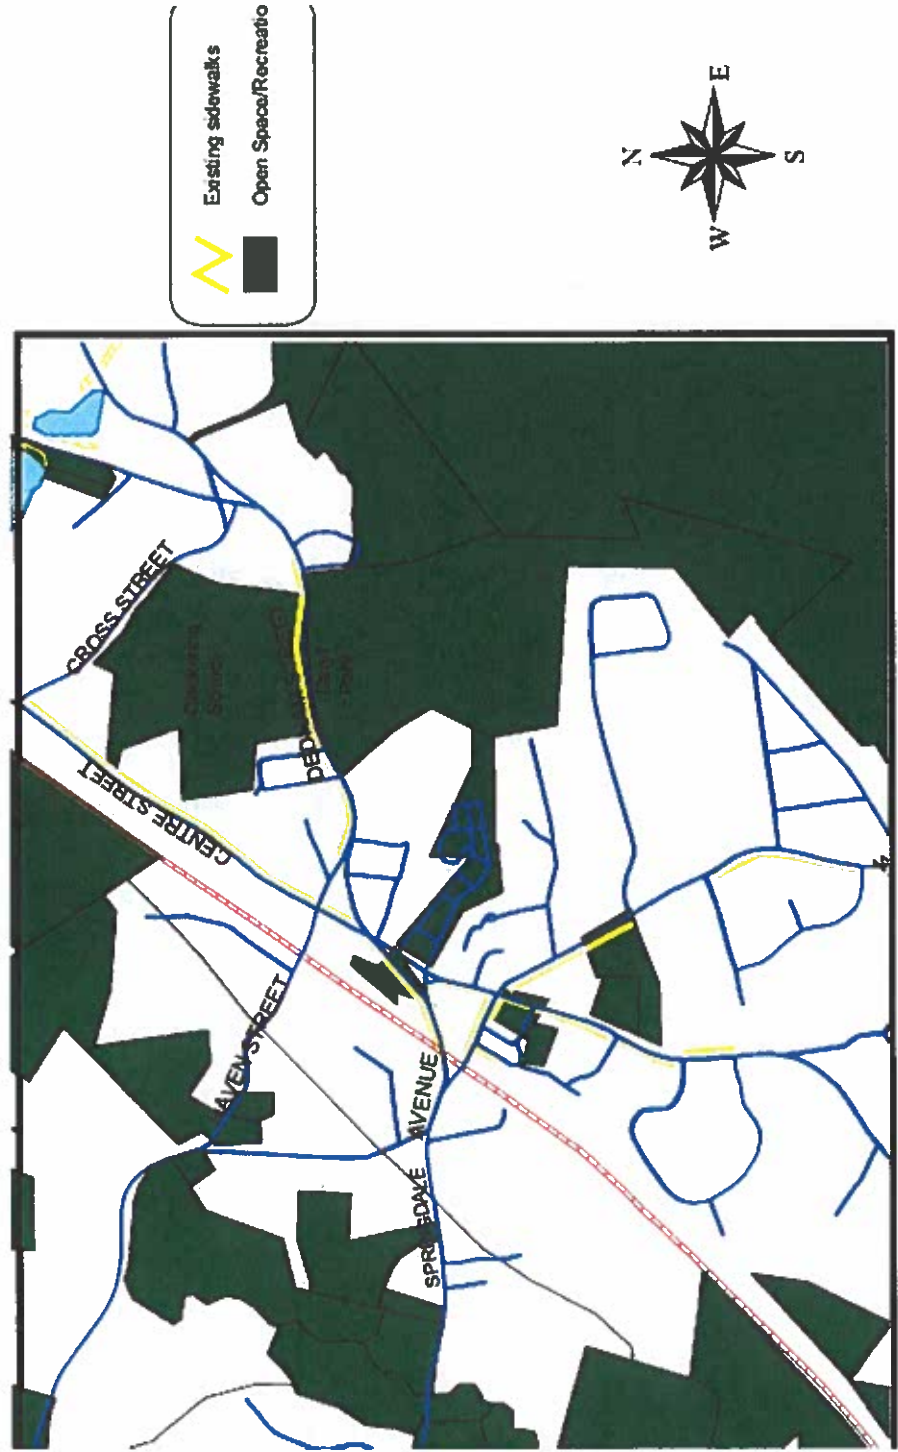 Existing sidewalks
Open Space/Recreatio
N
W
E
S
CROSS STREET
CENTRE STREET
DED
AVEN STREET
SPRINGDALE AVENUE